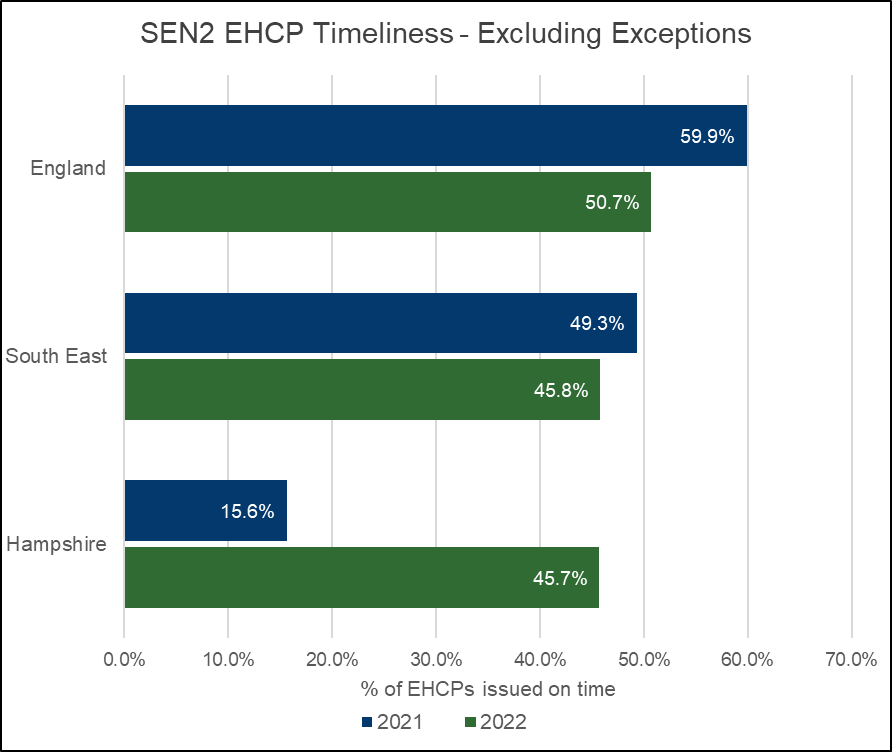 SEN2 EHCP Timeliness - Excluding Exceptions
England
59.9%
50.7%
South East
49.3%
45.8%
Hampshire
15.6%
45.7%
0.0% 10.0% 20.0% 30.0% 40.0% 50.0% 60.0% 70.0%
% of EHCPs issued on time
2021 2022